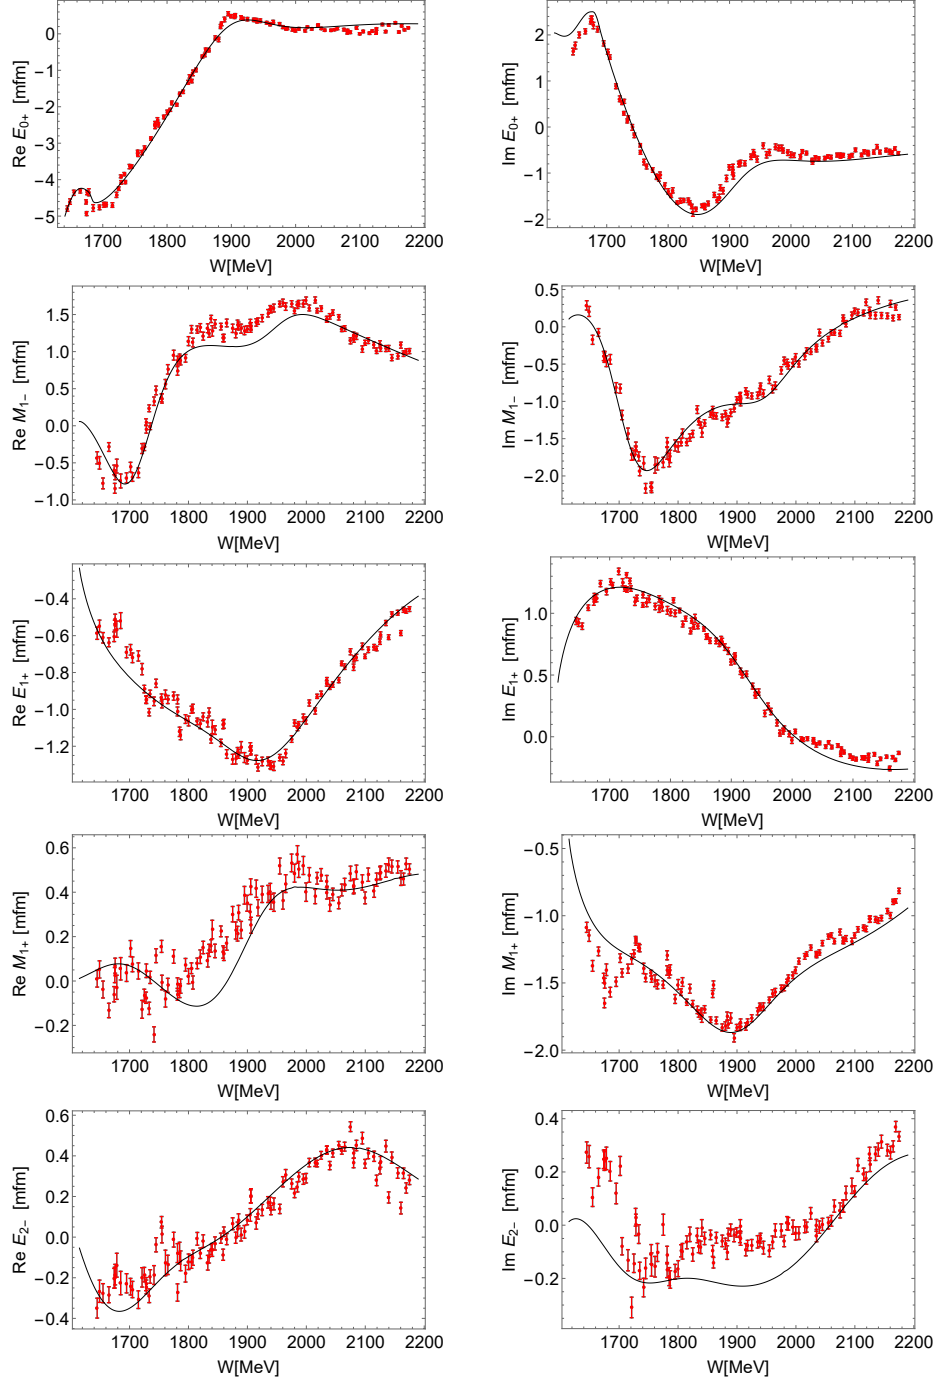 0
−1
−2
−3
−4
−5
Re E₀₊ [mfm]
1700 1800 1900 2000 2100 2200
W[MeV]
2
1
0
−1
−2
Im E₀₊ [mfm]
1700 1800 1900 2000 2100 2200
W[MeV]
1.5
1.0
0.5
0.0
−0.5
−1.0
Re M₁₋ [mfm]
1700 1800 1900 2000 2100 2200
W[MeV]
0.5
0.0
−0.5
−1.0
−1.5
−2.0
Im M₁₋ [mfm]
1700 1800 1900 2000 2100 2200
W[MeV]
−0.4
−0.6
−0.8
−1.0
−1.2
Re E₁₊ [mfm]
1700 1800 1900 2000 2100 2200
W[MeV]
1.0
0.5
0.0
Im E₁₊ [mfm]
1700 1800 1900 2000 2100 2200
W[MeV]
0.6
0.4
0.2
0.0
−0.2
Re M₁₊ [mfm]
1700 1800 1900 2000 2100 2200
W[MeV]
−0.5
−1.0
−1.5
−2.0
Im M₁₊ [mfm]
1700 1800 1900 2000 2100 2200
W[MeV]
0.6
0.4
0.2
0.0
−0.2
−0.4
Re E₂₋ [mfm]
1700 1800 1900 2000 2100 2200
W[MeV]
0.4
0.2
0.0
−0.2
Im E₂₋ [mfm]
1700 1800 1900 2000 2100 2200
W[MeV]